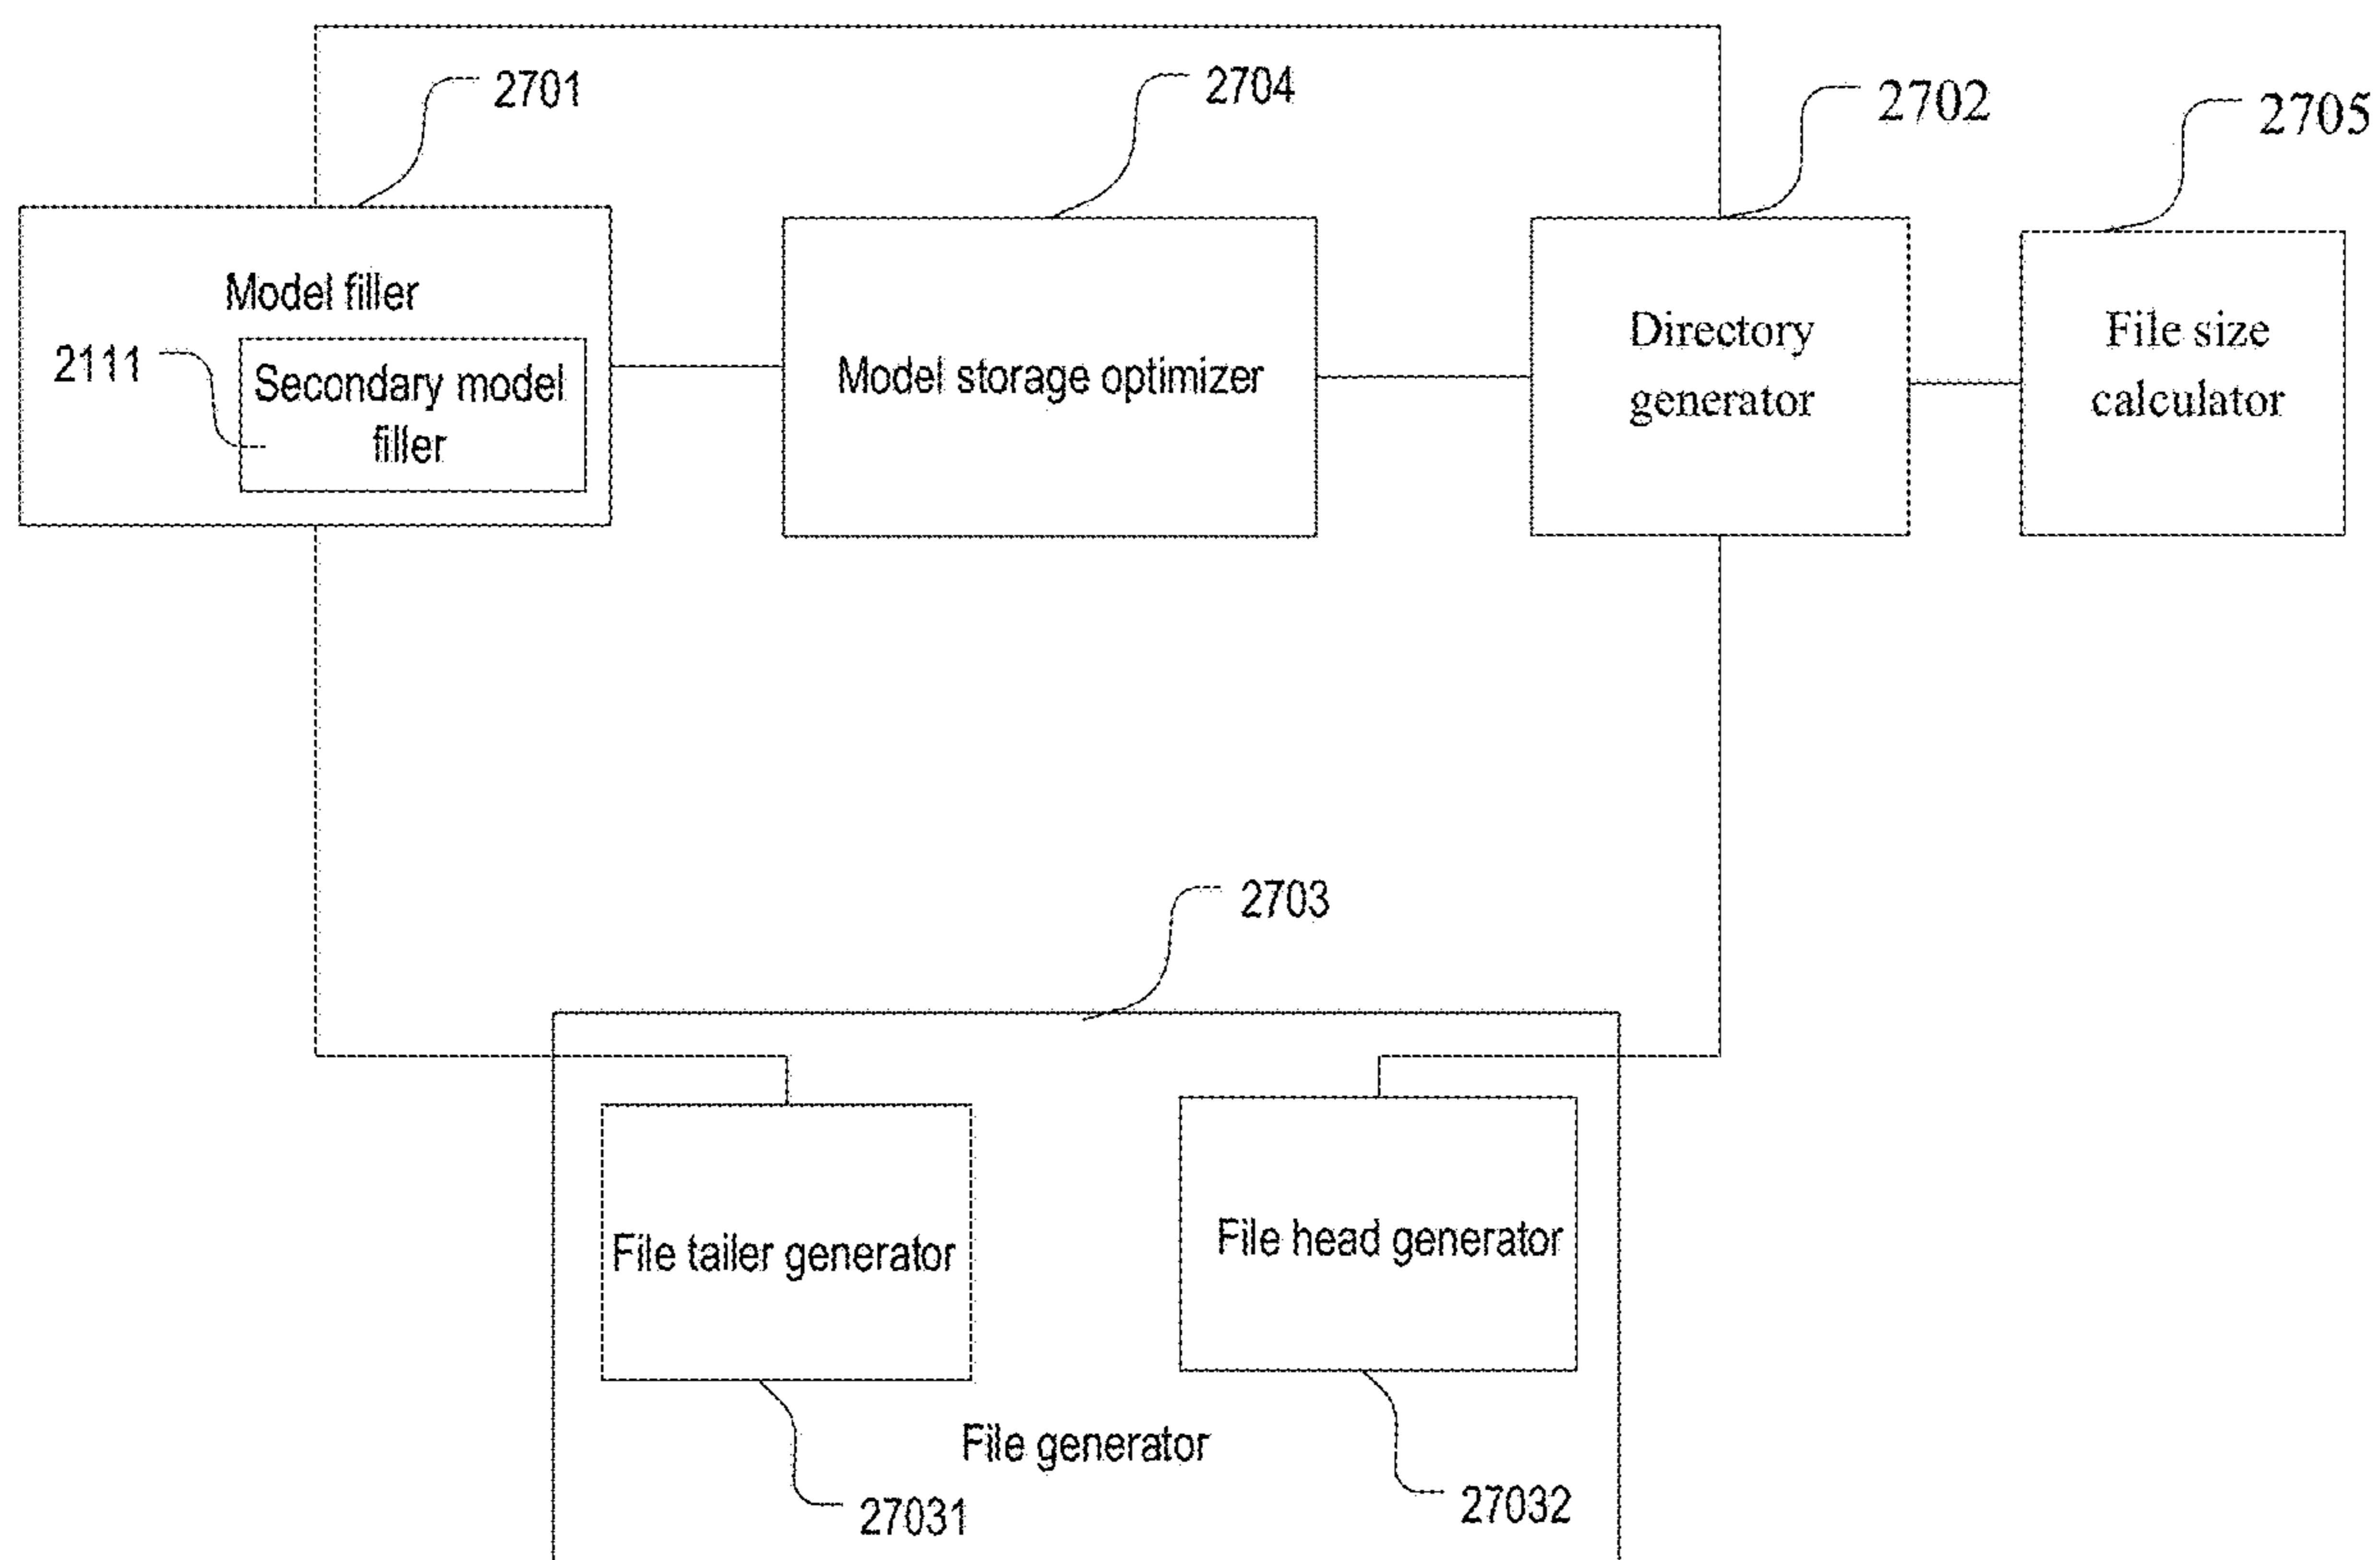 2701
2704
2702
2705
Model filler
2111
Secondary model
filler
Model storage optimizer
Directory
generator
File size
calculator
2703
File tailer generator
File head generator
File generator
27031
27032